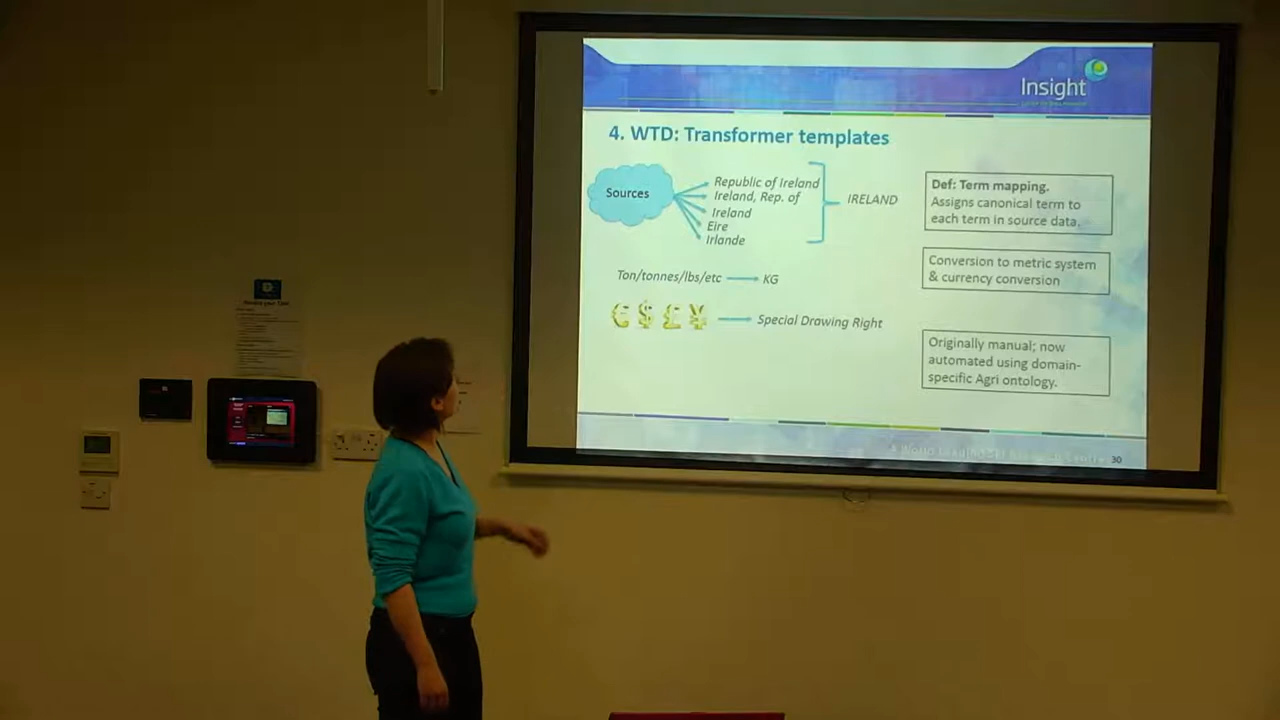 Insight
4. WTD: Transformer templates
Sources
Republic of Ireland
Ireland, Rep. of
Ireland
Eire
Irlande
IRELAND
Def: Term mapping.
Assigns canonical term to
each term in source data.
Ton/tonnes/lbs/etc
KG
Conversion to metric system
& currency conversion
€ $ £ ¥
Special Drawing Right
Originally manual; now
automated using domain-
specific Agri ontology.
30